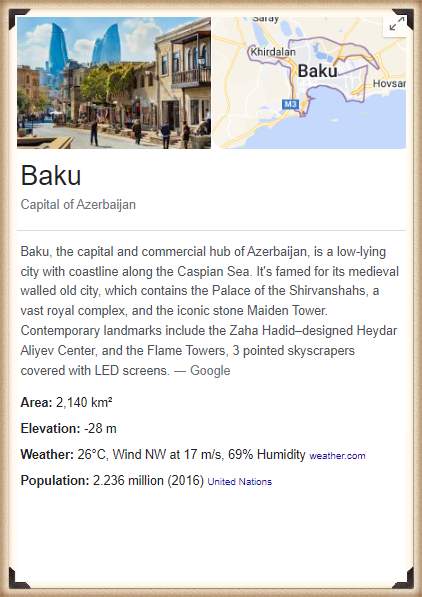 Saray
Khirdalan
Baku
M3
Hovsar
Baku
Capital of Azerbaijan
Baku, the capital and commercial hub of Azerbaijan, is a low-lying
city with coastline along the Caspian Sea. It's famed for its medieval
walled old city, which contains the Palace of the Shirvanshahs, a
vast royal complex, and the iconic stone Maiden Tower.
Contemporary landmarks include the Zaha Hadid–designed Heydar
Aliyev Center, and the Flame Towers, 3 pointed skyscrapers
covered with LED screens. — Google
Area: 2,140 km²
Elevation: -28 m
Weather: 26°C, Wind NW at 17 m/s, 69% Humidity weather.com
Population: 2.236 million (2016) United Nations